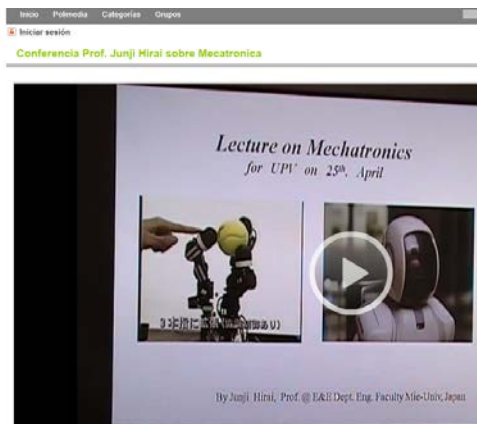 Inicio Polimedia Categorías Grupos
Iniciar sesión
Conferencia Prof. Junji Hirai sobre Mecatronica
Lecture on Mechatronics
for UPV on 25th. April
By Junji Hirai, Prof. @ E&E Dept. Eng. Faculty Mie-Univ, Japan